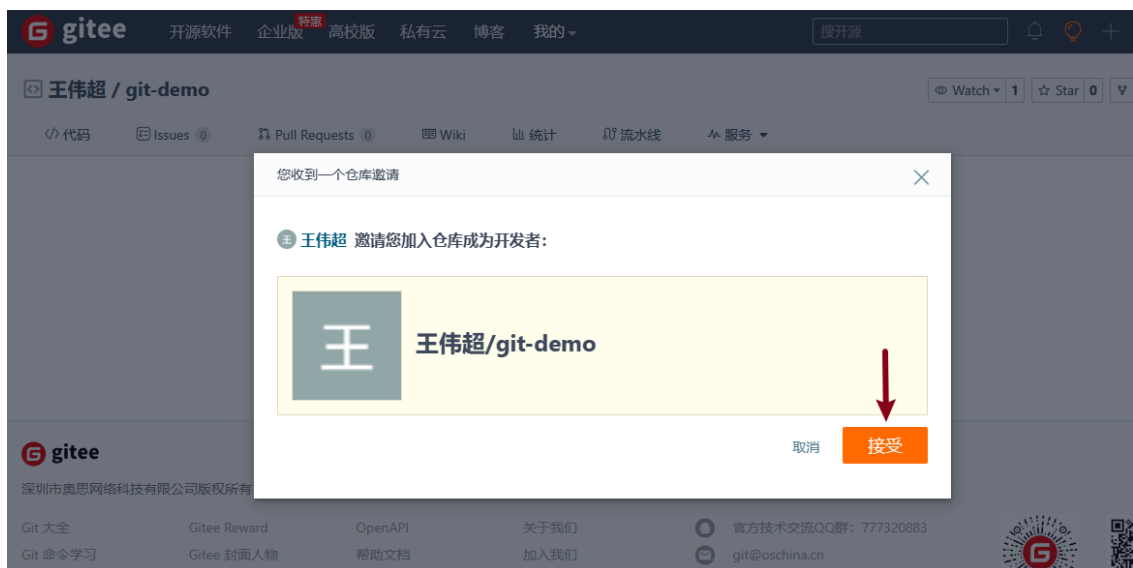 gitee 开源软件 企业版 特惠 高校版 私有云 博客 我的 搜开源
王伟超 / git-demo Watch 1 Star 0
代码 Issues 0 Pull Requests 0 Wiki 统计 流水线 服务
您收到一个仓库邀请
王 王伟超 邀请您加入仓库成为开发者：
王 王伟超/git-demo
取消 接受
gitee
深圳市奥思网络科技有限公司版权所有
Git 大全 Gitee Reward OpenAPI 关于我们 官方技术交流QQ群：777320883
Git 命令学习 Gitee 封面人物 帮助文档 加入我们 git@oschina.cn